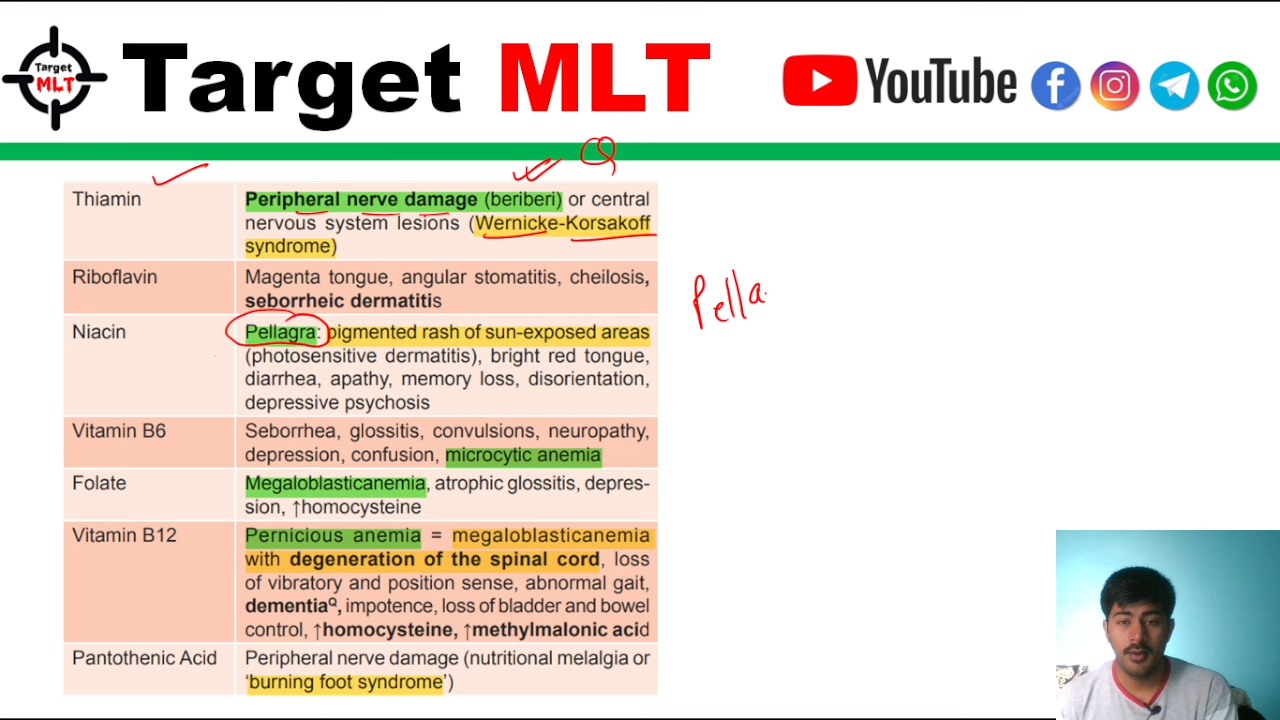 Target MLT
Target MLT
YouTube
Thiamin
Peripheral nerve damage (beriberi) or central
nervous system lesions (Wernicke-Korsakoff
syndrome)
Riboflavin
Magenta tongue, angular stomatitis, cheilosis,
seborrheic dermatitis
Niacin
Pellagra: pigmented rash of sun-exposed areas
(photosensitive dermatitis), bright red tongue,
diarrhea, apathy, memory loss, disorientation,
depressive psychosis
Pella
Vitamin B6
Seborrhea, glossitis, convulsions, neuropathy,
depression, confusion, microcytic anemia
Folate
Megaloblasticanemia, atrophic glossitis, depres-
sion, ↑homocysteine
Vitamin B12
Pernicious anemia = megaloblasticanemia
with degeneration of the spinal cord, loss
of vibratory and position sense, abnormal gait,
dementiaQ, impotence, loss of bladder and bowel
control, ↑homocysteine, ↑methylmalonic acid
Pantothenic Acid
Peripheral nerve damage (nutritional melalgia or
‘burning foot syndrome’)